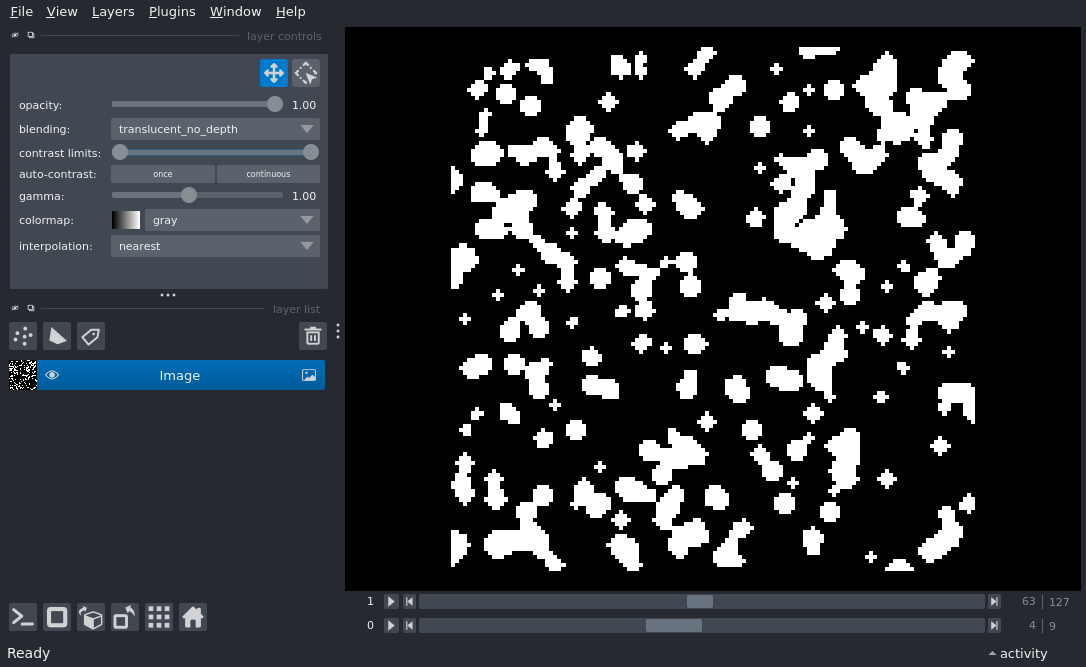 File View Layers Plugins Window Help
layer controls
opacity: 1.00
blending: translucent_no_depth
contrast limits:
auto-contrast: once continuous
gamma: 1.00
colormap: gray
interpolation: nearest
layer list
Image
1 63 127
0 4 9
Ready activity